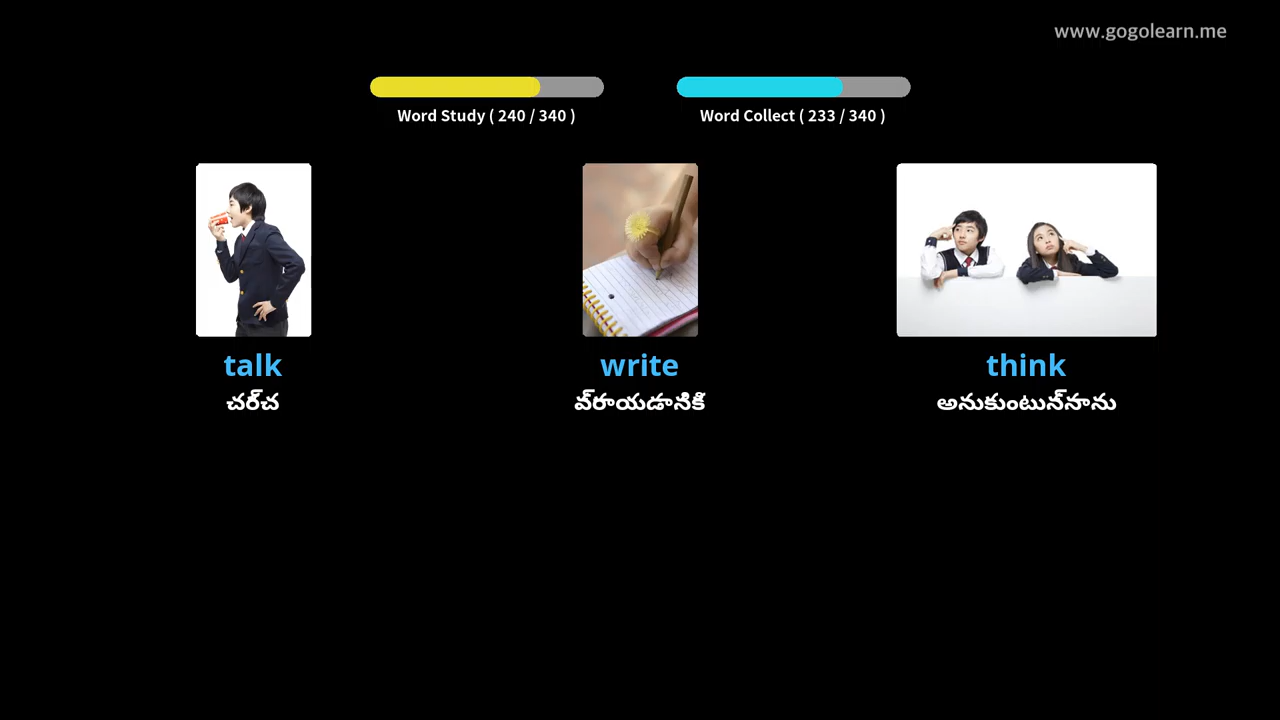 www.gogolearn.me
Word Study ( 240 / 340 )
Word Collect ( 233 / 340 )
talk
write
think
చర్‌చ
వ్‌రాయడానికి
అనుకుంటున్‌నాను